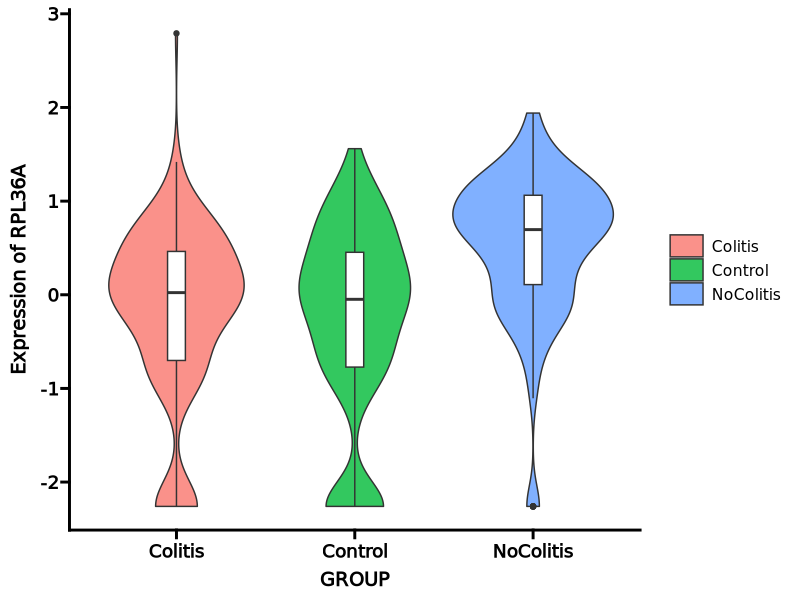 Expression of RPL36A
3
2
1
0
-1
-2
Colitis
Control
NoColitis
GROUP
Colitis
Control
NoColitis